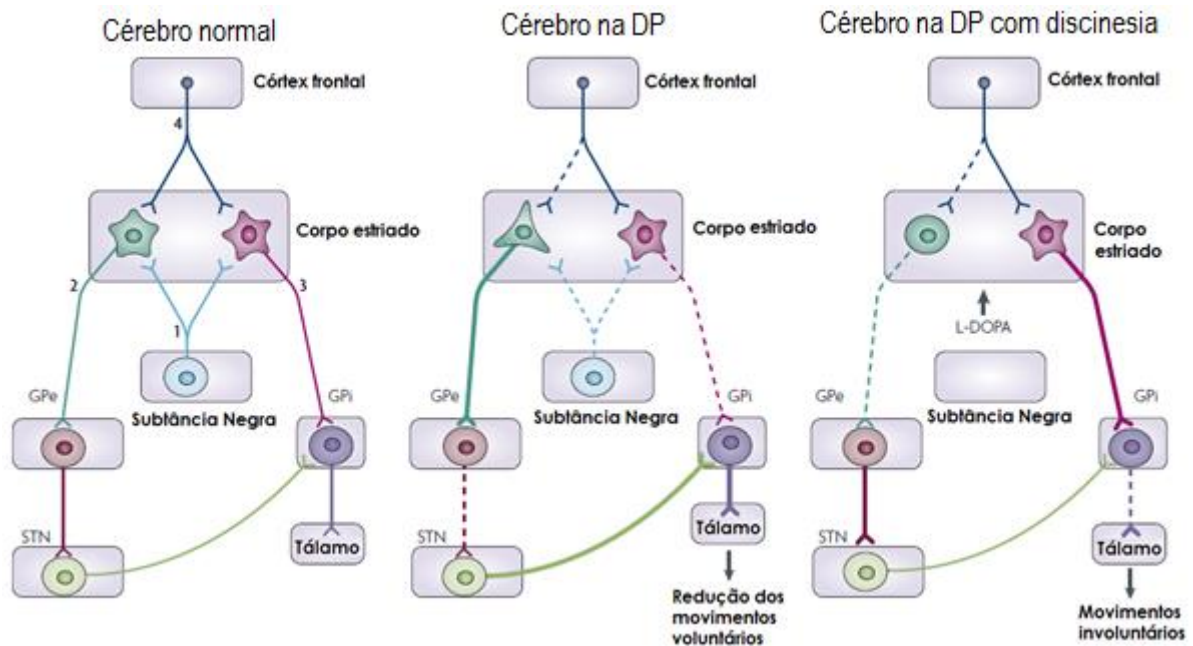 Cérebro normal
Córtex frontal
4
Corpo estriado
2
3
1
GPe
GPi
Subtância Negra
STN
Tálamo
Cérebro na DP
Córtex frontal
Corpo estriado
GPe
GPi
Subtância Negra
STN
Tálamo
Redução dos
movimentos
voluntários
Cérebro na DP com discinesia
Córtex frontal
Corpo
estriado
L-DOPA
GPe
GPi
Subtância Negra
STN
Tálamo
Movimentos
involuntários